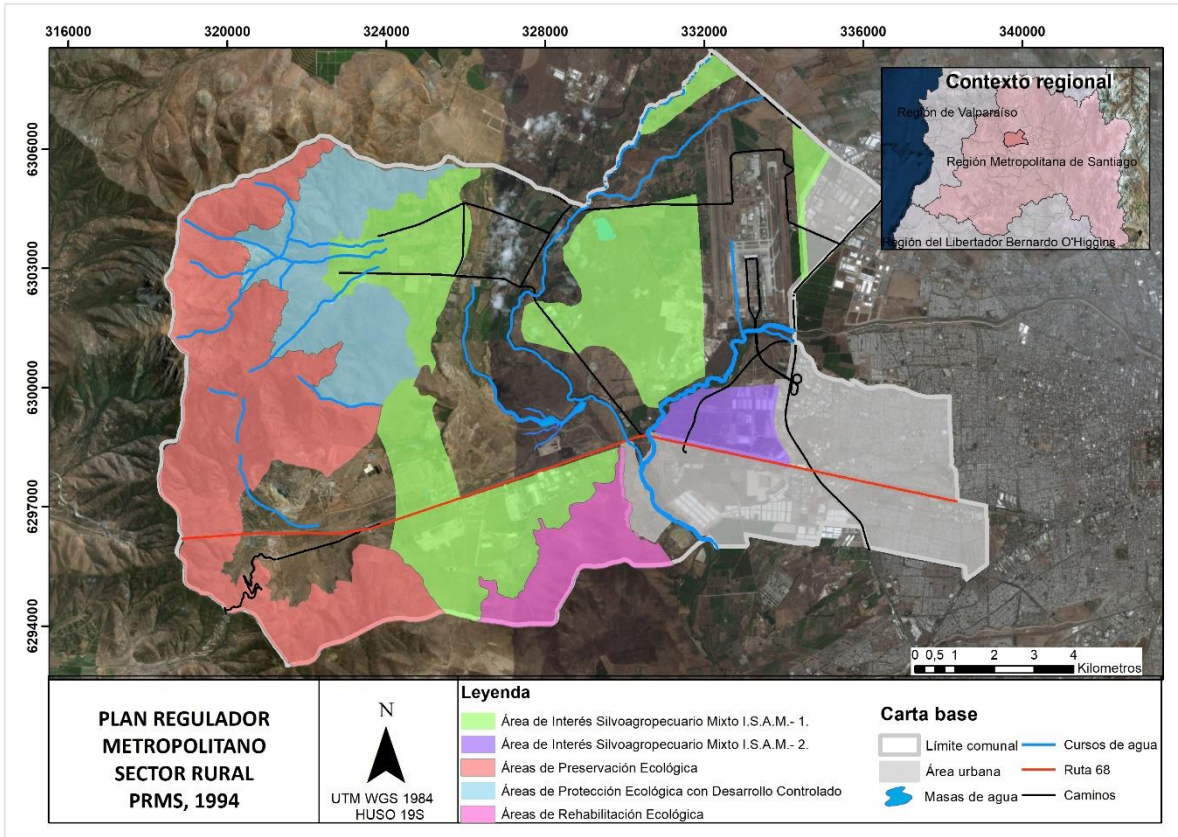 316000 320000 324000 328000 332000 336000 340000
6306000
6303000
6300000
6297000
6294000
Contexto regional
Región de Valparaíso
Región Metropolitana de Santiago
Región del Libertador Bernardo O'Higgins
0 0,5 1 2 3 4
Kilometros
PLAN REGULADOR
METROPOLITANO
SECTOR RURAL
PRMS, 1994
N
UTM WGS 1984
HUSO 19S
Leyenda
Área de Interés Silvoagropecuario Mixto I.S.A.M.- 1.
Área de Interés Silvoagropecuario Mixto I.S.A.M.- 2.
Áreas de Preservación Ecológica
Áreas de Protección Ecológica con Desarrollo Controlado
Áreas de Rehabilitación Ecológica
Carta base
Límite comunal
Área urbana
Masas de agua
Cursos de agua
Ruta 68
Caminos